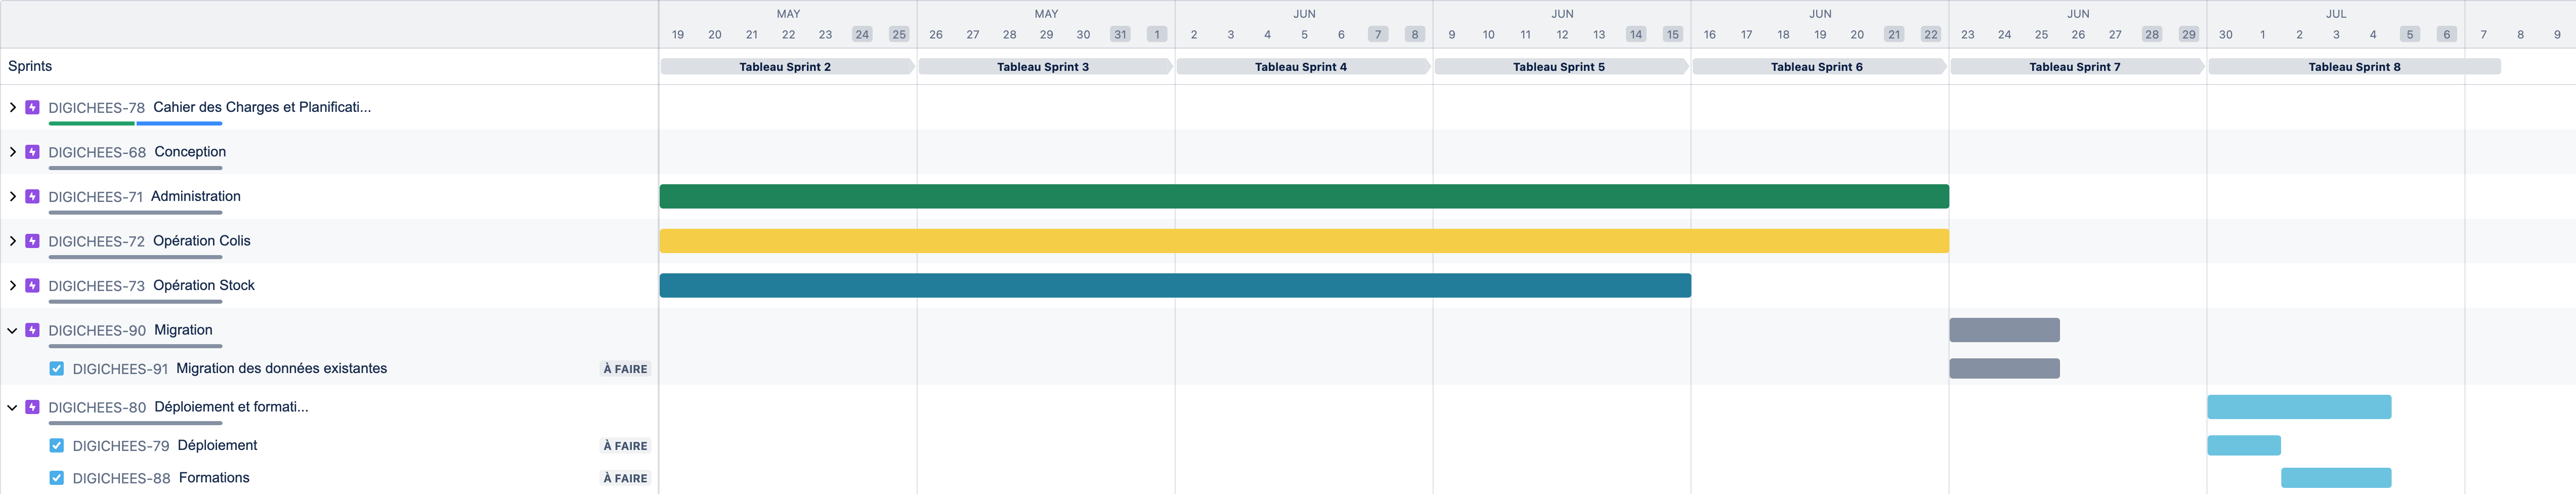 MAY MAY JUN JUN JUN JUN JUL
19 20 21 22 23 24 25 26 27 28 29 30 31 1 2 3 4 5 6 7 8 9 10 11 12 13 14 15 16 17 18 19 20 21 22 23 24 25 26 27 28 29 30 1 2 3 4 5 6 7 8 9
Sprints Tableau Sprint 2 Tableau Sprint 3 Tableau Sprint 4 Tableau Sprint 5 Tableau Sprint 6 Tableau Sprint 7 Tableau Sprint 8
DIGICHEES-78 Cahier des Charges et Planificati...
DIGICHEES-68 Conception
DIGICHEES-71 Administration
DIGICHEES-72 Opération Colis
DIGICHEES-73 Opération Stock
DIGICHEES-90 Migration
DIGICHEES-91 Migration des données existantes À FAIRE
DIGICHEES-80 Déploiement et formati...
DIGICHEES-79 Déploiement À FAIRE
DIGICHEES-88 Formations À FAIRE